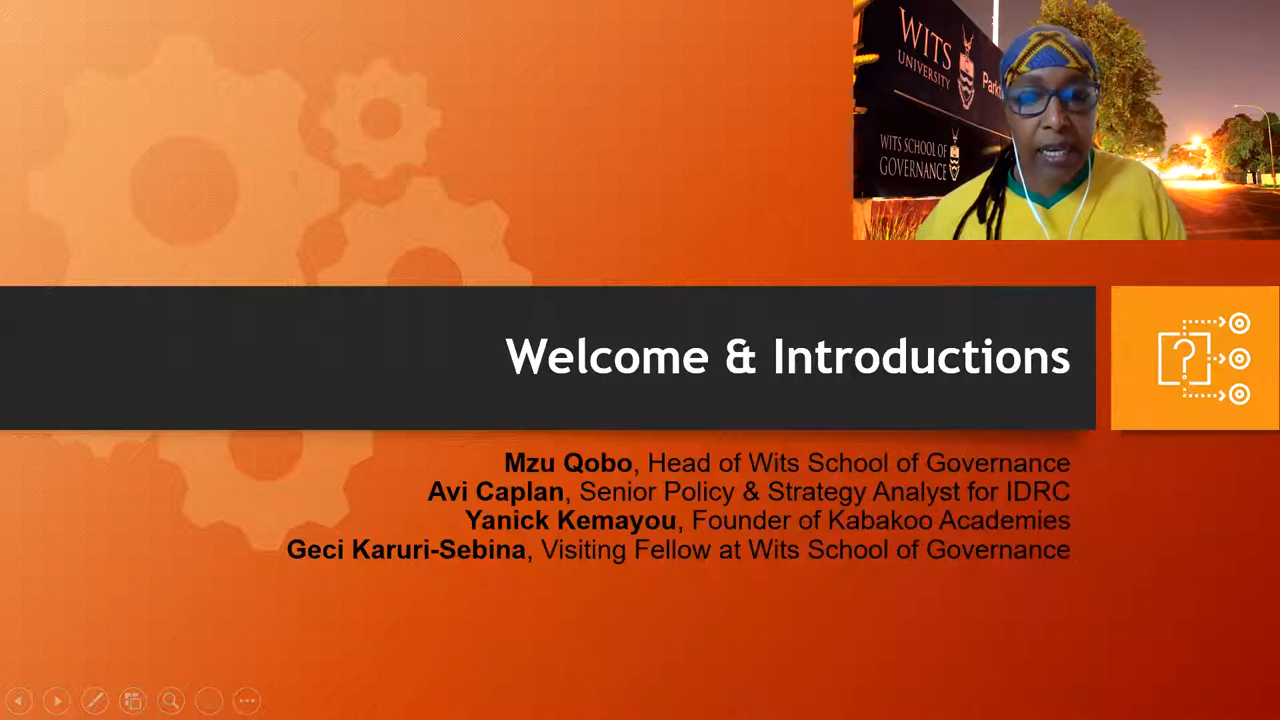 WITS
UNIVERSITY
WITS SCHOOL OF
GOVERNANCE
Welcome & Introductions
?
Mzu Qobo, Head of Wits School of Governance
Avi Caplan, Senior Policy & Strategy Analyst for IDRC
Yanick Kemayou, Founder of Kabakoo Academies
Geci Karuri-Sebina, Visiting Fellow at Wits School of Governance